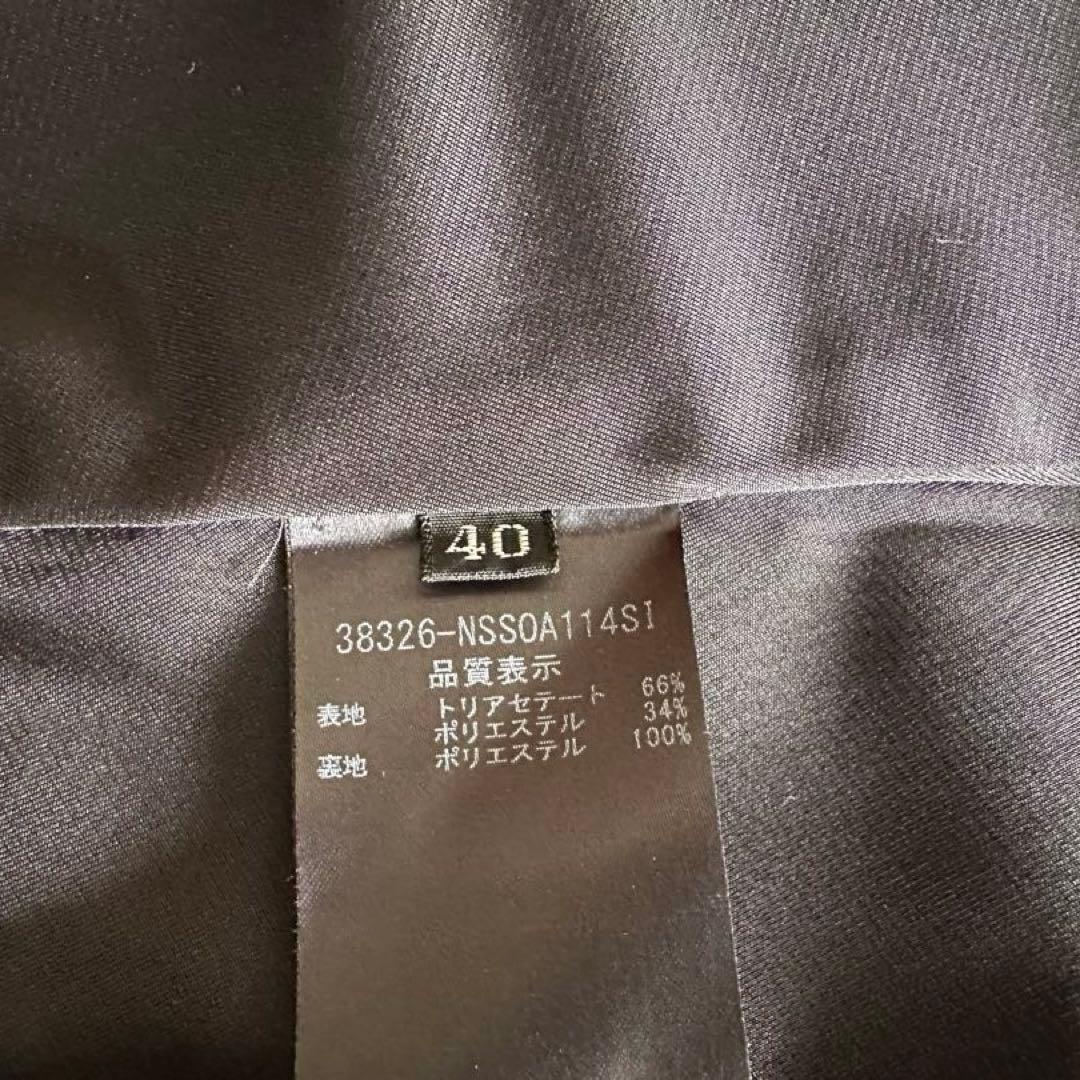 40
38326-NSSOA114SI
品質表示
表地 トリアセテート 66%
ポリエステル 34%
裏地 ポリエステル 100%